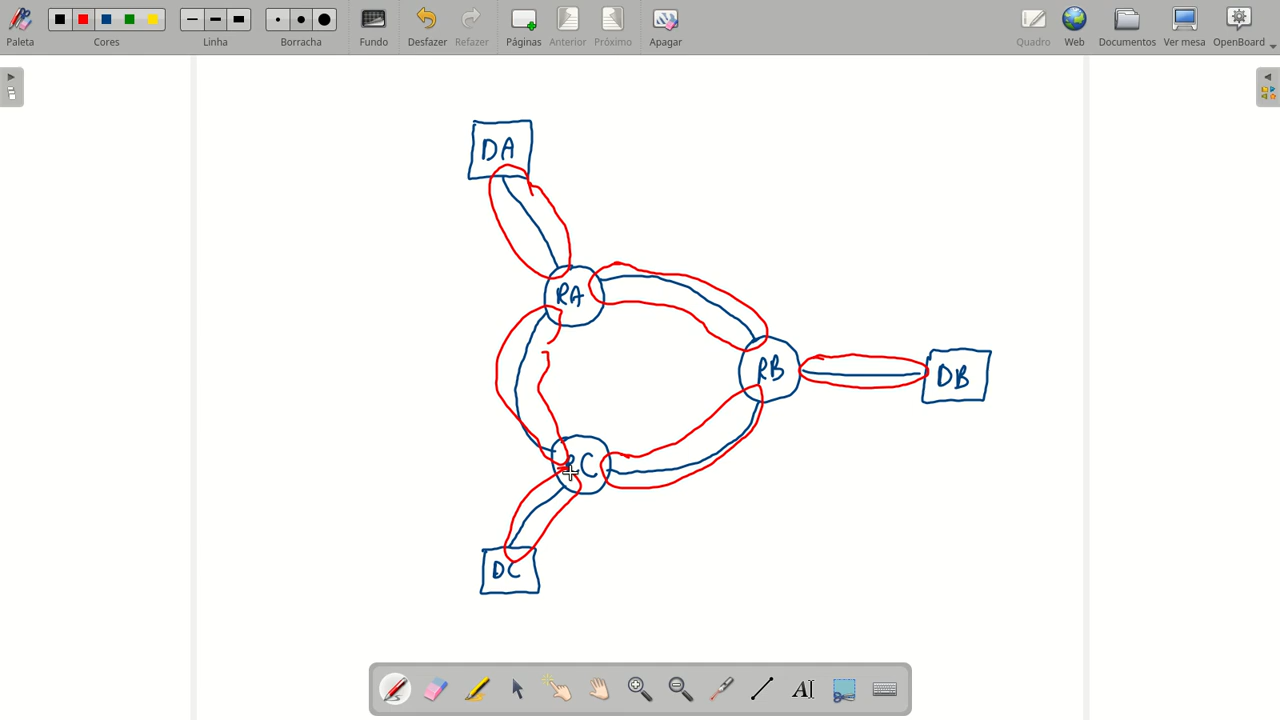 Paleta
Cores
Linha
Borracha
Fundo
Desfazer
Refazer
Páginas
Anterior
Próximo
Apagar
Quadro
Web
Documentos
Ver mesa
OpenBoard
DA
RA
RB
DB
RC
DC